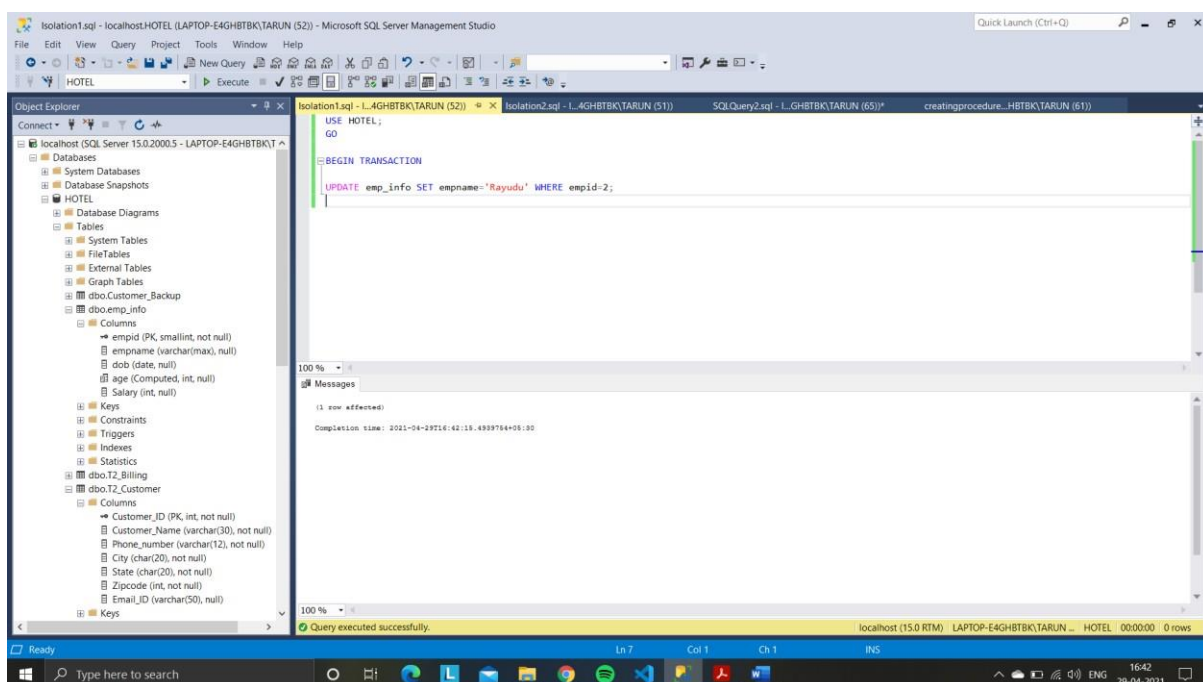 Isolation1.sql - localhost.HOTEL (LAPTOP-E4GHBTBK\TARUN (52)) - Microsoft SQL Server Management Studio
Quick Launch (Ctrl+Q)
File Edit View Query Project Tools Window Help
New Query
HOTEL
Execute
Object Explorer
Connect
localhost (SQL Server 15.0.2000.5 - LAPTOP-E4GHBTBK\T
Databases
System Databases
Database Snapshots
HOTEL
Database Diagrams
Tables
System Tables
FileTables
External Tables
Graph Tables
dbo.Customer_Backup
dbo.emp_info
Columns
empid (PK, smallint, not null)
empname (varchar(max), null)
dob (date, null)
age (Computed, int, null)
Salary (int, null)
Keys
Constraints
Triggers
Indexes
Statistics
dbo.T2_Billing
dbo.T2_Customer
Columns
Customer_ID (PK, int, not null)
Customer_Name (varchar(30), not null)
Phone_number (varchar(12), not null)
City (char(20), not null)
State (char(20), not null)
Zipcode (int, not null)
Email_ID (varchar(50), null)
Keys
Isolation1.sql - l...4GHBTBK\TARUN (52)) Isolation2.sql - l...4GHBTBK\TARUN (51)) SQLQuery2.sql - l...GHBTBK\TARUN (65))* creatingprocedure...HBTBK\TARUN (61))
USE HOTEL;
GO
BEGIN TRANSACTION
UPDATE emp_info SET empname='Rayudu' WHERE empid=2;
100 %
Messages
(1 row affected)
Completion time: 2021-04-29T16:42:15.4939754+05:30
100 %
Query executed successfully.
localhost (15.0 RTM) LAPTOP-E4GHBTBK\TARUN ... HOTEL 00:00:00 0 rows
Ready Ln 7 Col 1 Ch 1 INS
Type here to search
ENG
16:42
29-04-2021